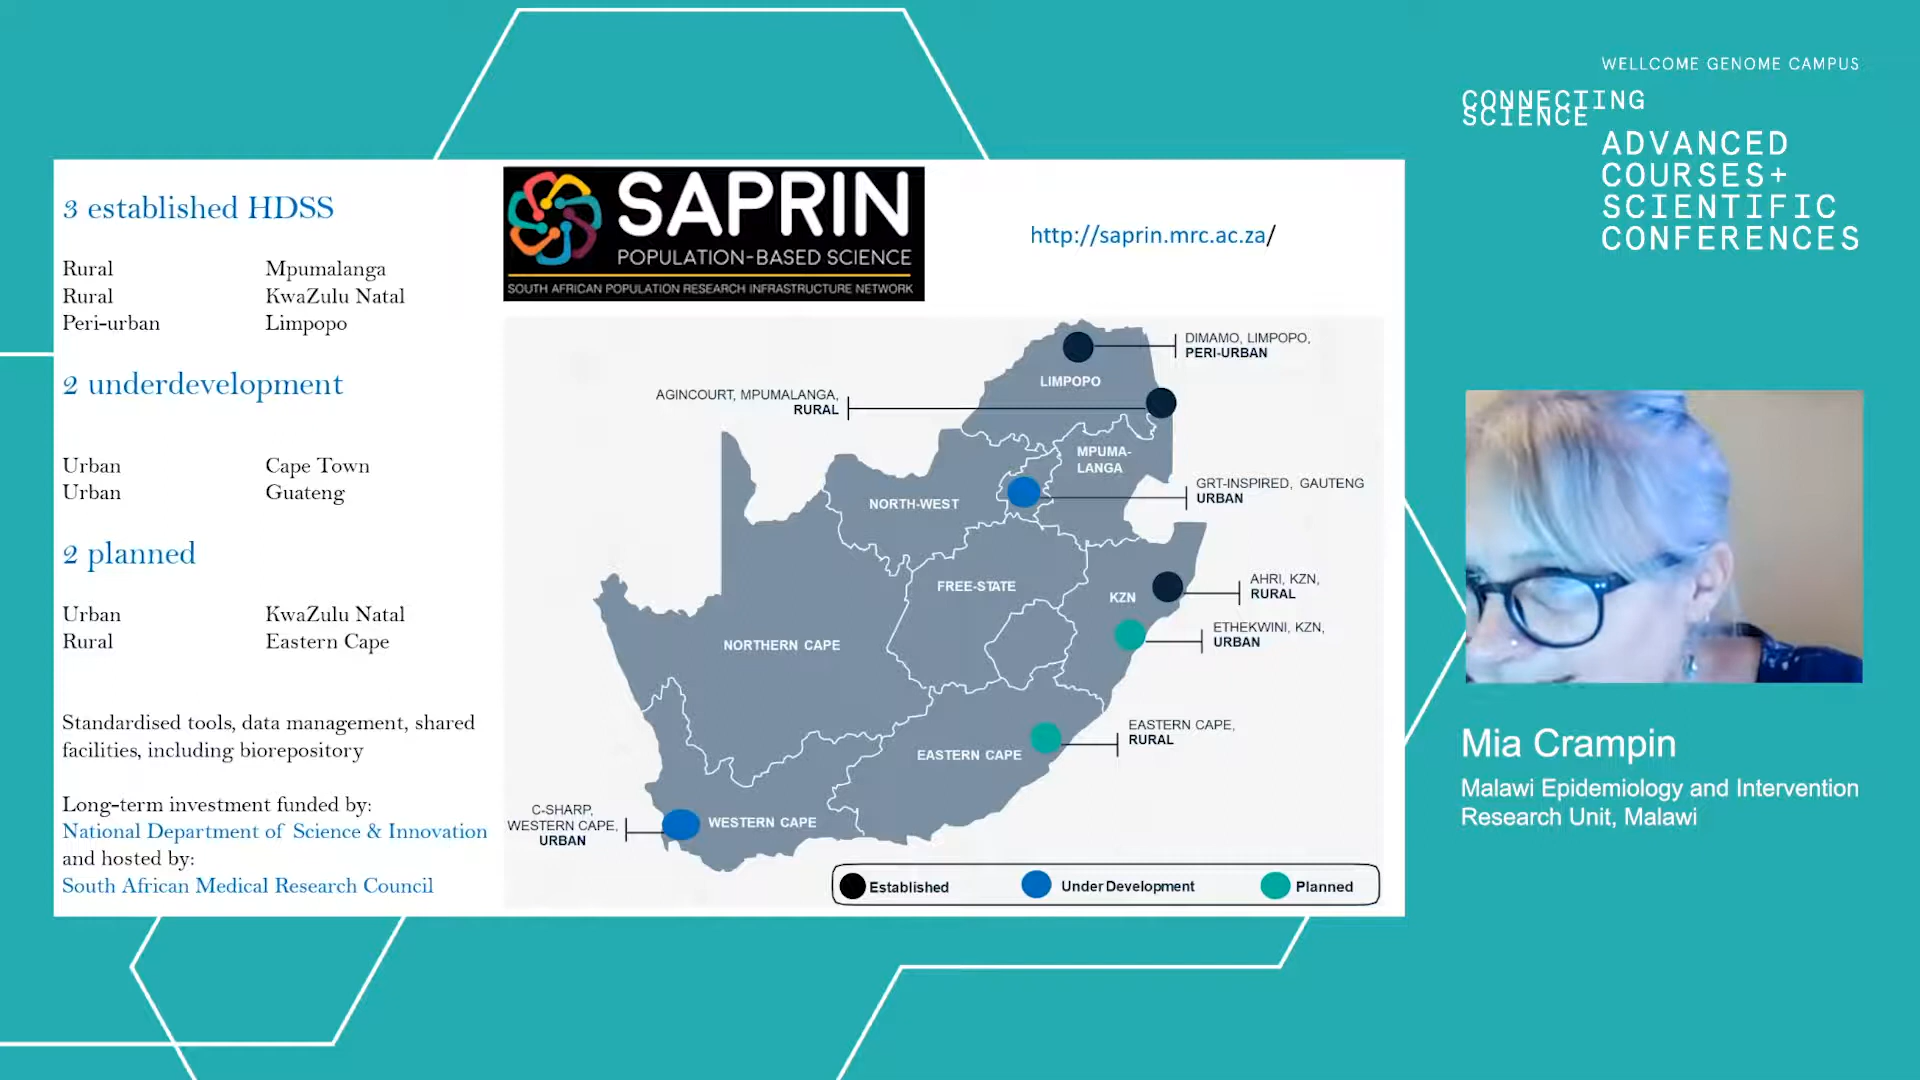 WELLCOME GENOME CAMPUS
CONNECTING
SCIENCE
ADVANCED
COURSES+
SCIENTIFIC
CONFERENCES
3 established HDSS
Rural Mpumalanga
Rural KwaZulu Natal
Peri-urban Limpopo
2 underdevelopment
Urban Cape Town
Urban Guateng
2 planned
Urban KwaZulu Natal
Rural Eastern Cape
Standardised tools, data management, shared
facilities, including biorepository
Long-term investment funded by:
National Department of Science & Innovation
and hosted by:
South African Medical Research Council
SAPRIN
POPULATION-BASED SCIENCE
SOUTH AFRICAN POPULATION RESEARCH INFRASTRUCTURE NETWORK
http://saprin.mrc.ac.za/
DIMAMO, LIMPOPO,
PERI-URBAN
LIMPOPO
AGINCOURT, MPUMALANGA,
RURAL
MPUMA-
LANGA
GRT-INSPIRED, GAUTENG
URBAN
NORTH-WEST
FREE-STATE
AHRI, KZN,
RURAL
KZN
ETHEKWINI, KZN,
URBAN
NORTHERN CAPE
EASTERN CAPE,
RURAL
EASTERN CAPE
C-SHARP,
WESTERN CAPE,
URBAN
WESTERN CAPE
Established
Under Development
Planned
Mia Crampin
Malawi Epidemiology and Intervention
Research Unit, Malawi